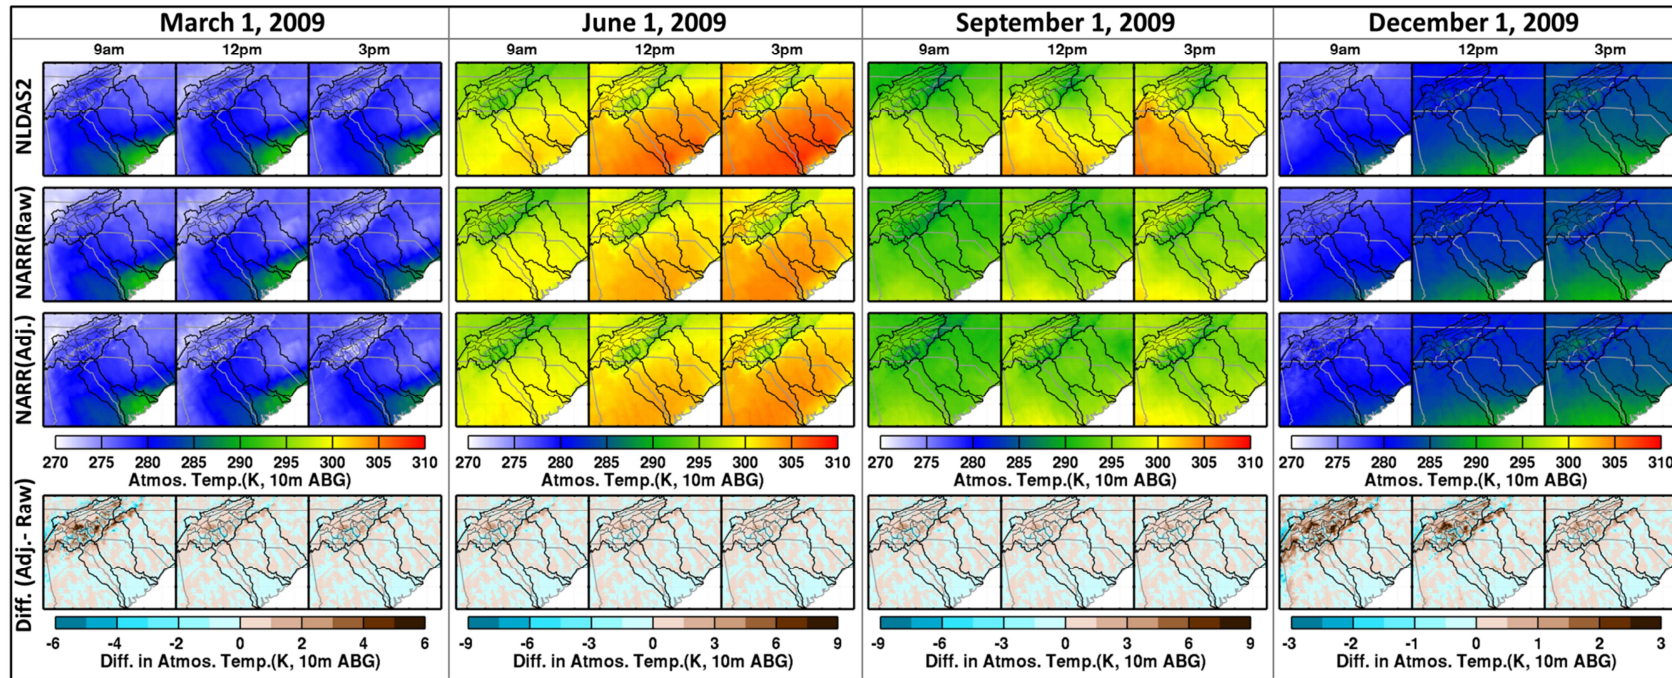 March 1, 2009 June 1, 2009 September 1, 2009 December 1, 2009
9am 12pm 3pm 9am 12pm 3pm 9am 12pm 3pm 9am 12pm 3pm
NLDAS2
NARR(Raw)
NARR(Adj.)
270 275 280 285 290 295 300 305 310 270 275 280 285 290 295 300 305 310 270 275 280 285 290 295 300 305 310 270 275 280 285 290 295 300 305 310
Atmos. Temp.(K, 10m ABG) Atmos. Temp.(K, 10m ABG) Atmos. Temp.(K, 10m ABG) Atmos. Temp.(K, 10m ABG)
Diff. (Adj.- Raw)
-6 -4 -2 0 2 4 6 -9 -6 -3 0 3 6 9 -9 -6 -3 0 3 6 9 -3 -2 -1 0 1 2 3
Diff. in Atmos. Temp.(K, 10m ABG) Diff. in Atmos. Temp.(K, 10m ABG) Diff. in Atmos. Temp.(K, 10m ABG) Diff. in Atmos. Temp.(K, 10m ABG)